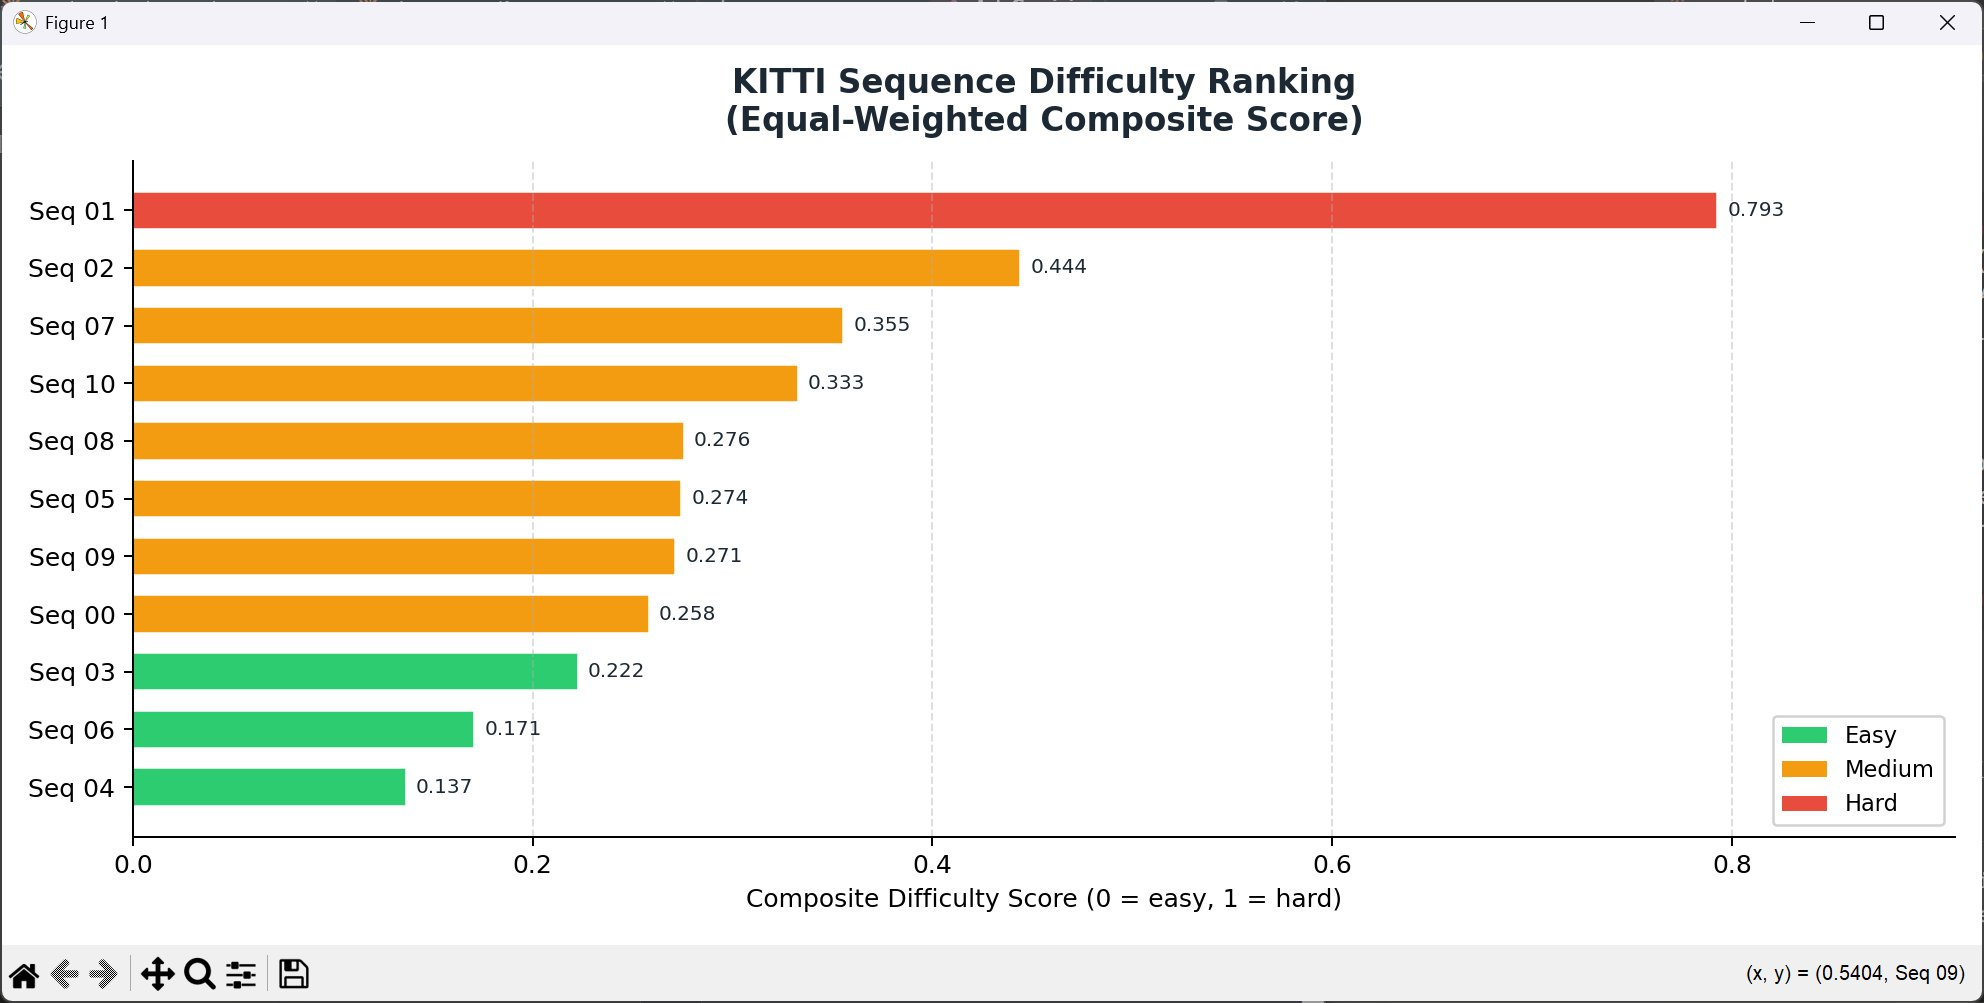 Figure 1
KITTI Sequence Difficulty Ranking
(Equal-Weighted Composite Score)
Seq 01
0.793
Seq 02
0.444
Seq 07
0.355
Seq 10
0.333
Seq 08
0.276
Seq 05
0.274
Seq 09
0.271
Seq 00
0.258
Seq 03
0.222
Seq 06
0.171
Seq 04
0.137
Easy
Medium
Hard
0.0 0.2 0.4 0.6 0.8
Composite Difficulty Score (0 = easy, 1 = hard)
(x, y) = (0.5404, Seq 09)